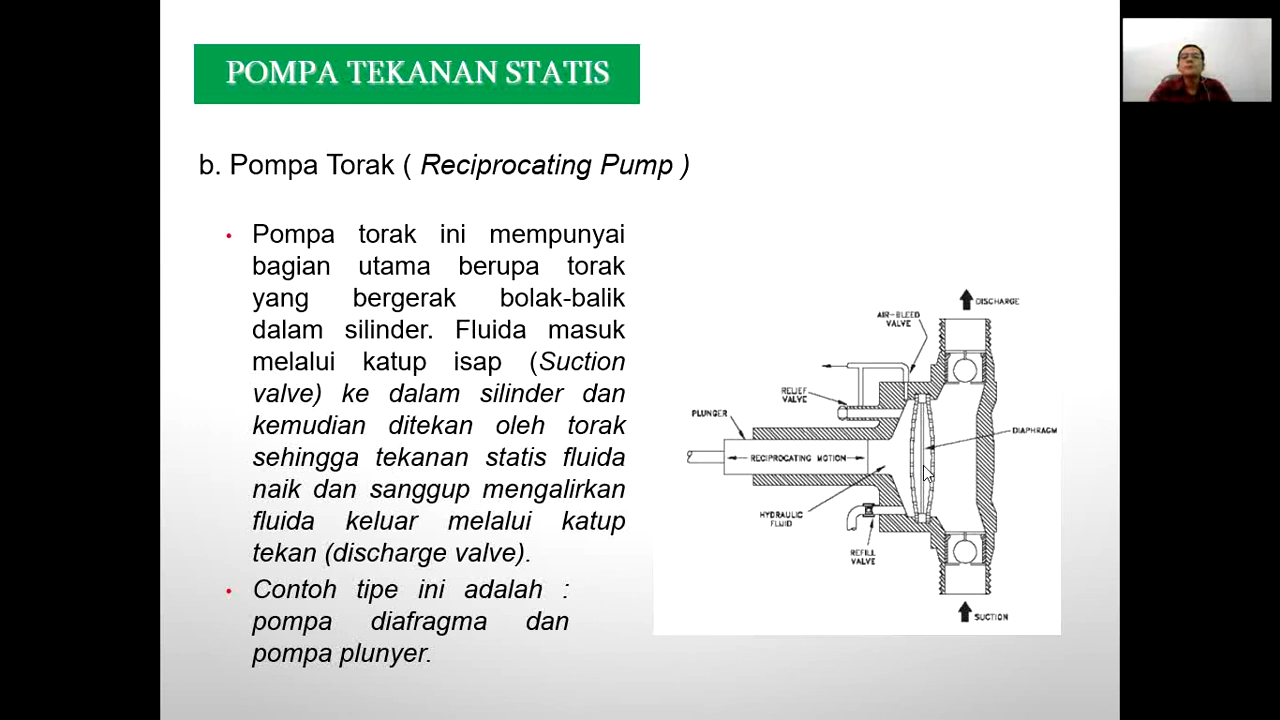 POMPA TEKANAN STATIS
b. Pompa Torak ( Reciprocating Pump )
• Pompa torak ini mempunyai
bagian utama berupa torak
yang bergerak bolak-balik
dalam silinder. Fluida masuk
melalui katup isap (Suction
valve) ke dalam silinder dan
kemudian ditekan oleh torak
sehingga tekanan statis fluida
naik dan sanggup mengalirkan
fluida keluar melalui katup
tekan (discharge valve).
• Contoh tipe ini adalah :
pompa diafragma dan
pompa plunyer.
DISCHARGE
AIR-BLEED
VALVE
RELIEF
VALVE
PLUNGER
DIAPHRAGM
RECIPROCATING MOTION
HYDRAULIC
FLUID
REFILL
VALVE
SUCTION